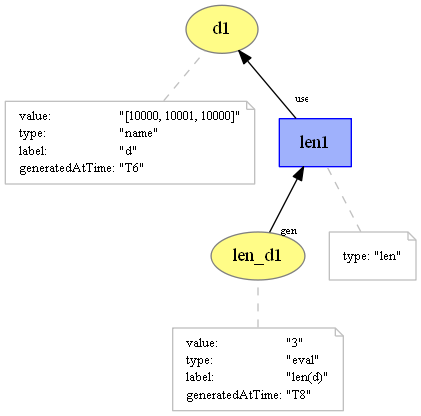 d1
use
value: "[10000, 10001, 10000]"
type: "name"
label: "d"
generatedAtTime: "T6"
len1
gen
len_d1
type: "len"
value: "3"
type: "eval"
label: "len(d)"
generatedAtTime: "T8"